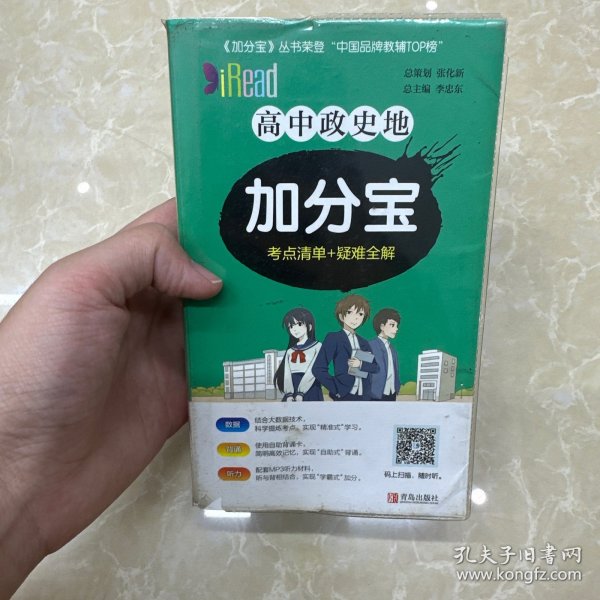 《加分宝》丛书荣登“中国品牌教辅TOP榜”
iRead
总策划 张化新
总主编 李忠东
高中政史地
加分宝
考点清单+疑难全解
数据
结合大数据技术，
科学提炼考点，实现“精准式”学习。
背诵
使用自助背诵卡，
简明高效记忆，实现“自助式”背诵。
听力
配套MP3听力材料，
听与背相结合，实现“学霸式”加分。
码上扫描，随时听。
青岛出版社
孔夫子旧书网
www.kongfz.com